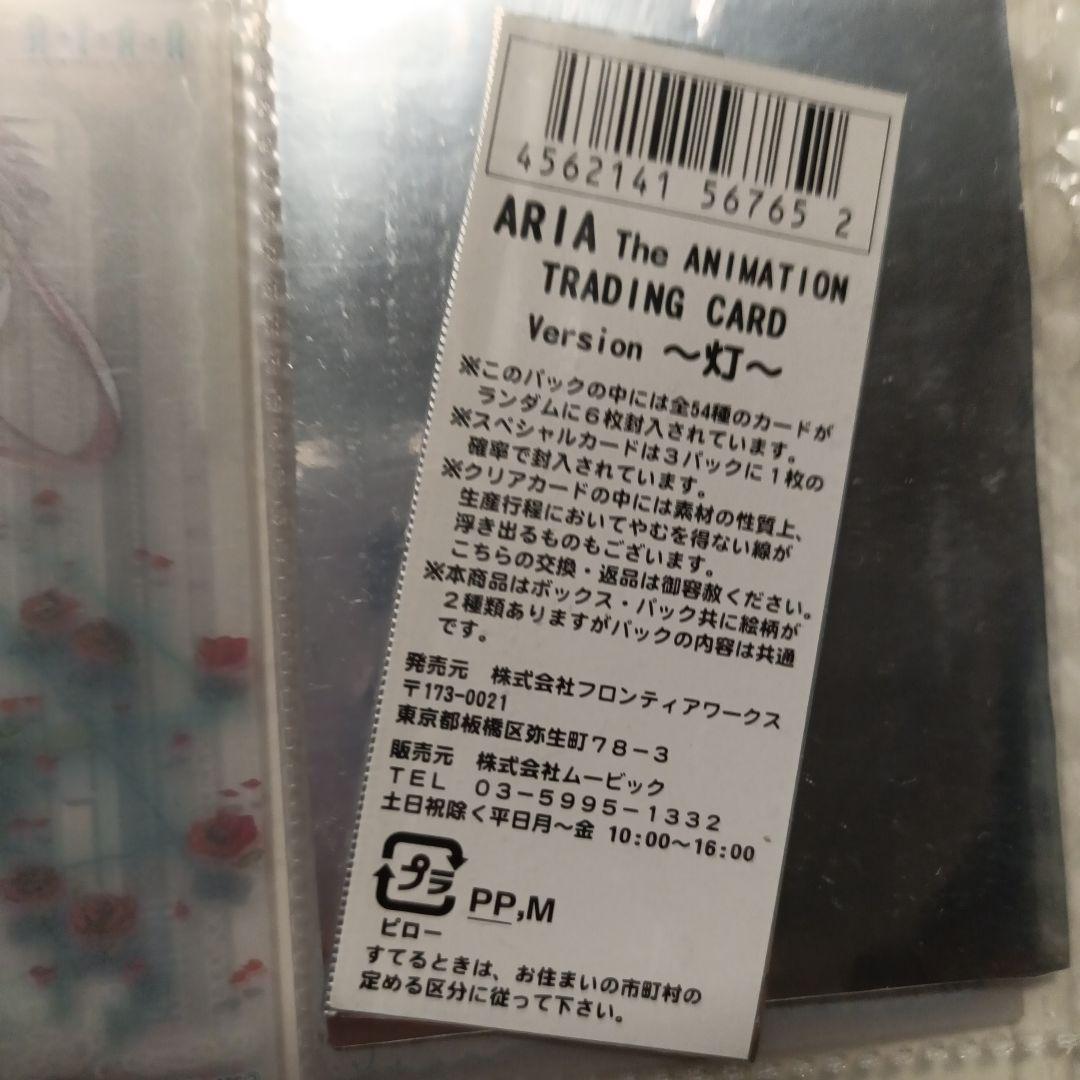 4562141 56765 2
ARIA The ANIMATION
TRADING CARD
Version ～灯～
※このパックの中には全54種のカードが
ランダムに６枚封入されています。
※スペシャルカードは３パックに１枚の
確率で封入されています。
※クリアカードの中には素材の性質上、
生産行程においてやむを得ない線が
浮き出るものもございます。
こちらの交換・返品は御容赦ください。
※本商品はボックス・パック共に絵柄が
２種類ありますがパックの内容は共通
です。
発売元　株式会社フロンティアワークス
〒173-0021
東京都板橋区弥生町７８－３
販売元　株式会社ムービック
ＴＥＬ　０３－５９９５－１３３２
土日祝除く平日月～金 10:00～16:00
プラ
PP,M
ピロー
すてるときは、お住まいの市町村の
定める区分に従って下さい。